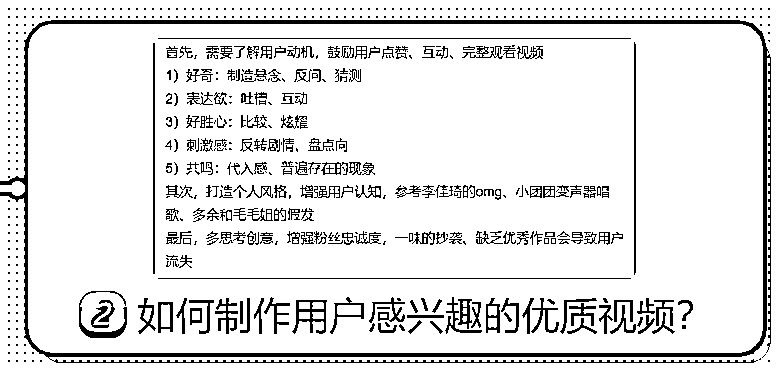 首先，需要了解用户动机，鼓励用户点赞、互动、完整观看视频
1）好奇：制造悬念、反问、猜测
2）表达欲：吐槽、互动
3）好胜心：比较、炫耀
4）刺激感：反转剧情、盘点向
5）共鸣：代入感、普遍存在的现象
其次，打造个人风格，增强用户认知，参考李佳琦的omg、小团团变声器唱
歌、多余和毛毛姐的假发
最后，多思考创意，增强粉丝忠诚度，一味的抄袭、缺乏优秀作品会导致用户
流失
2 如何制作用户感兴趣的优质视频？